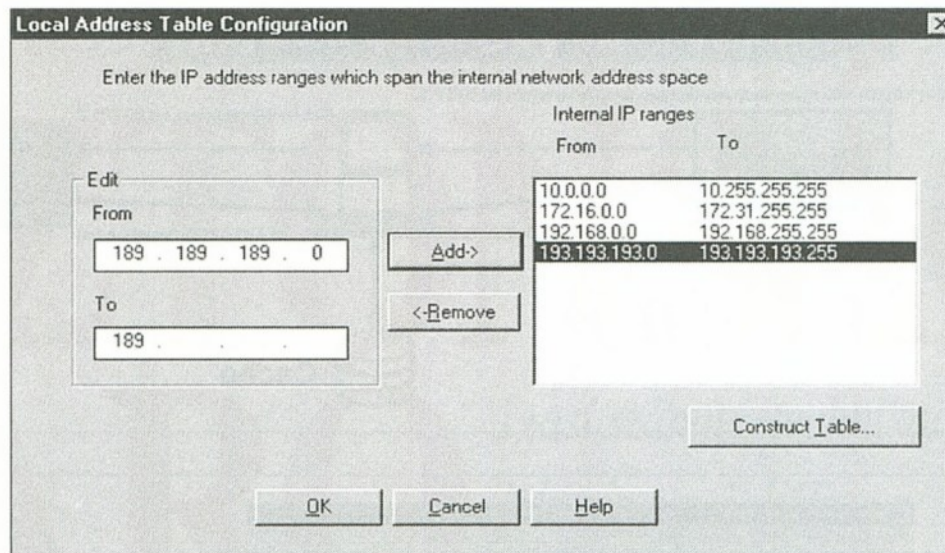 Local Address Table Configuration
Enter the IP address ranges which span the internal network address space
Internal IP ranges
From To
Edit
From
189 . 189 . 189 . 0
To
189 . . .
Add->
<-Remove
10.0.0.0 10.255.255.255
172.16.0.0 172.31.255.255
192.168.0.0 192.168.255.255
193.193.193.0 193.193.193.255
Construct Table...
OK Cancel Help